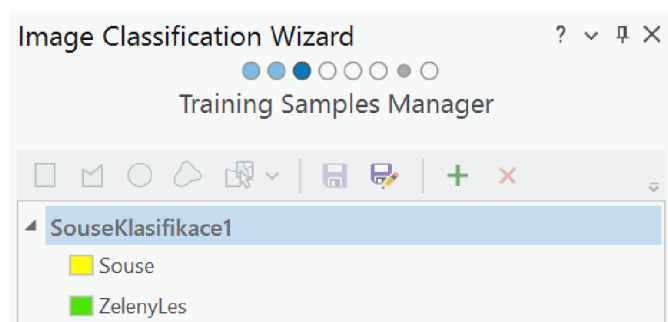 Image Classification Wizard ?
Training Samples Manager
SouseKlasifikace1
Souse
ZelenyLes